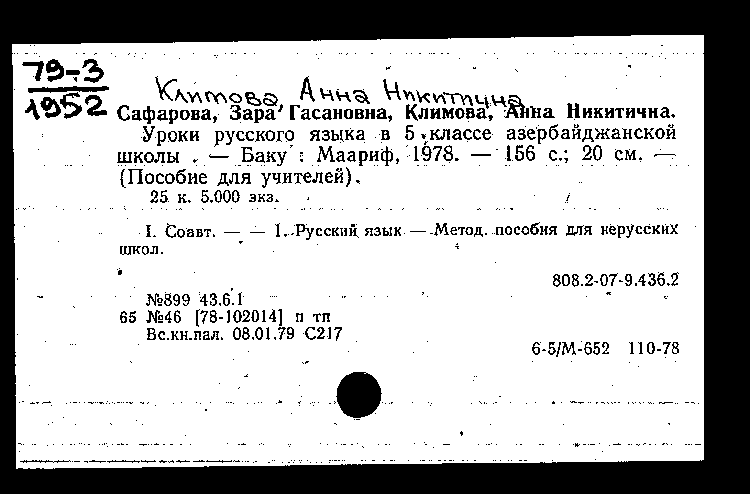 79-3
1952
Климова Анна Никитична
Сафарова, Зара Гасановна, Климова, Анна Никитична.
Уроки русского языка в 5 классе азербайджанской
школы. — Баку : Маариф, 1978. — 156 с.; 20 см. —
(Пособие для учителей).
25 к. 5.000 экз.
I. Соавт. — — 1. Русский язык — Метод. пособия для нерусских
школ.
808.2-07-9.436.2
№899 43.6.1
65 №46 [78-102014] п тп
Вс.кн.пал. 08.01.79 С217
6-5/М-652 110-78